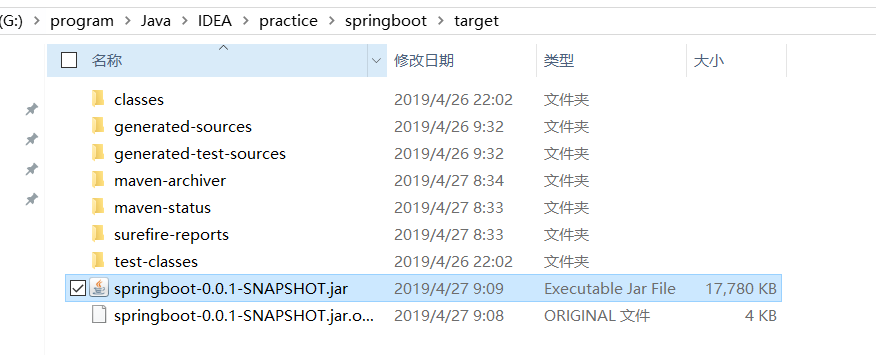 (G:) > program > Java > IDEA > practice > springboot > target
名称 修改日期 类型 大小
classes 2019/4/26 22:02 文件夹
generated-sources 2019/4/26 9:32 文件夹
generated-test-sources 2019/4/26 9:32 文件夹
maven-archiver 2019/4/27 8:34 文件夹
maven-status 2019/4/27 8:33 文件夹
surefire-reports 2019/4/27 8:33 文件夹
test-classes 2019/4/26 22:02 文件夹
springboot-0.0.1-SNAPSHOT.jar 2019/4/27 9:09 Executable Jar File 17,780 KB
springboot-0.0.1-SNAPSHOT.jar.o... 2019/4/27 9:08 ORIGINAL 文件 4 KB